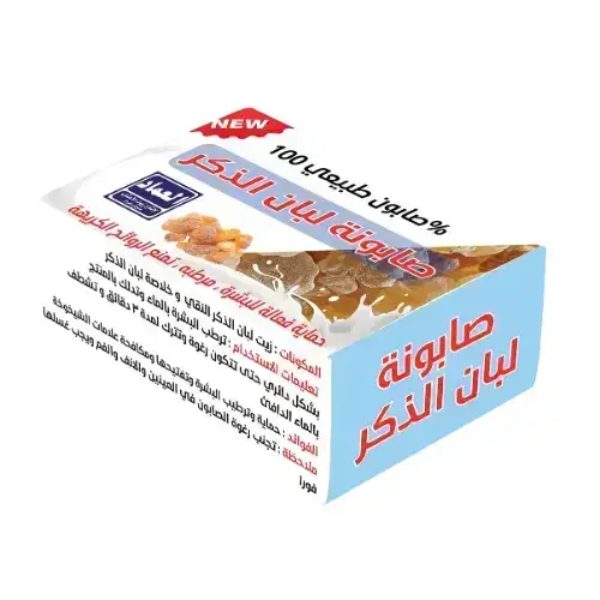 NEW
100 %صابون طبيعي
صابونة لبان الذكر
العماد
حماية فعالة للبشرة ، مرطبه ، تمنع الروائح الكريهة
المكونات : زيت لبان الذكر النقي و خلاصة لبان الذكر
تعليمات الاستخدام : ترطب البشرة بالماء وتدلك بالمنتج
بشكل دائري حتى تتكون رغوة وتترك لمدة ٣ دقائق و تشطف
بالماء الدافئ
الفوائد : حماية وترطيب البشرة وتفتيحها ومكافحة علامات الشيخوخة
ملاحظة : تجنب رغوة الصابون في العينين والانف والفم ويجب غسلها
فورا
صابونة
لبان الذكر